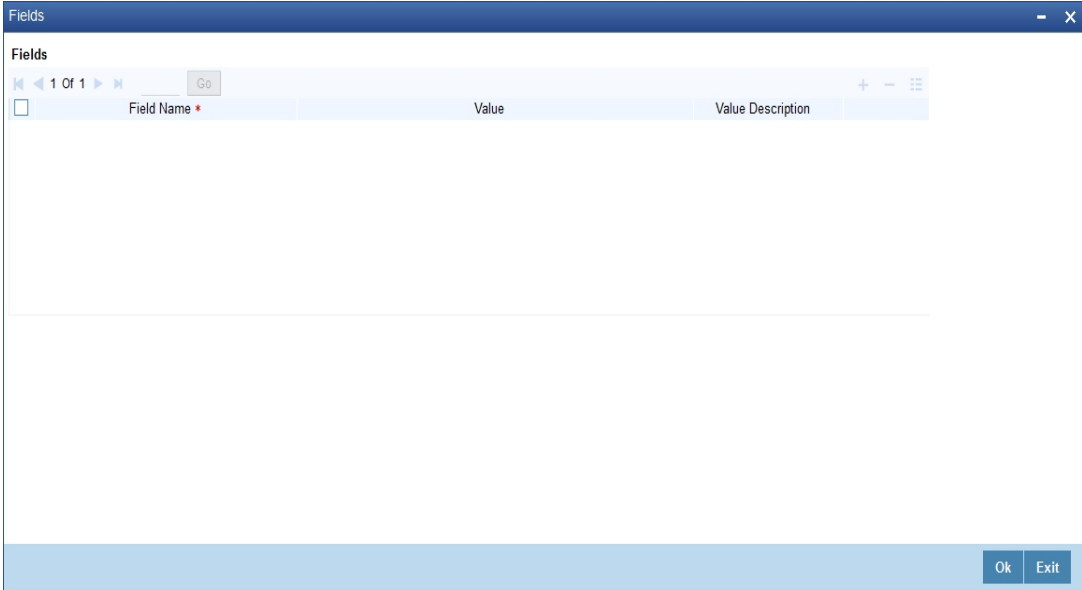 Fields
Fields
1 Of 1 Go
Field Name * Value Value Description
Ok Exit